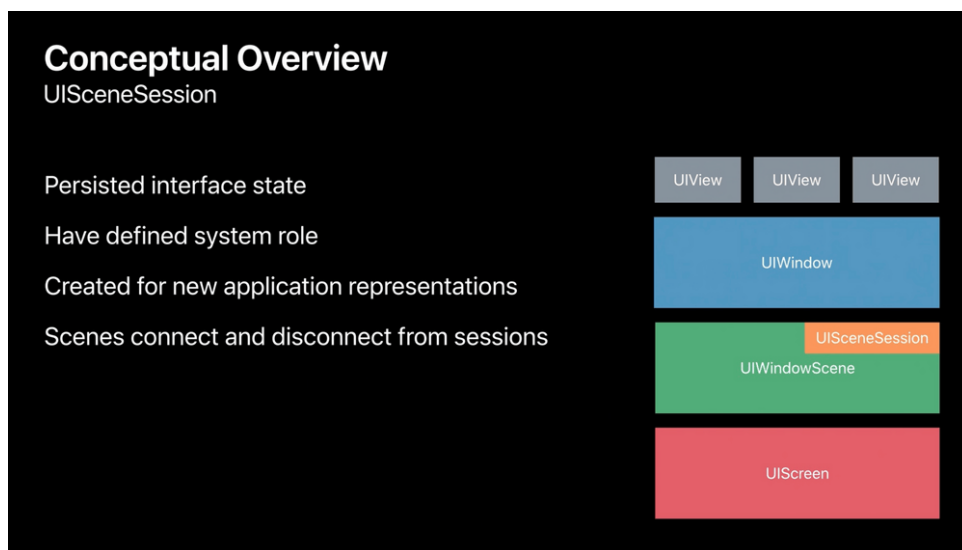 Conceptual Overview
UISceneSession
Persisted interface state
Have defined system role
Created for new application representations
Scenes connect and disconnect from sessions
UIView
UIView
UIView
UIWindow
UISceneSession
UIWindowScene
UIScreen